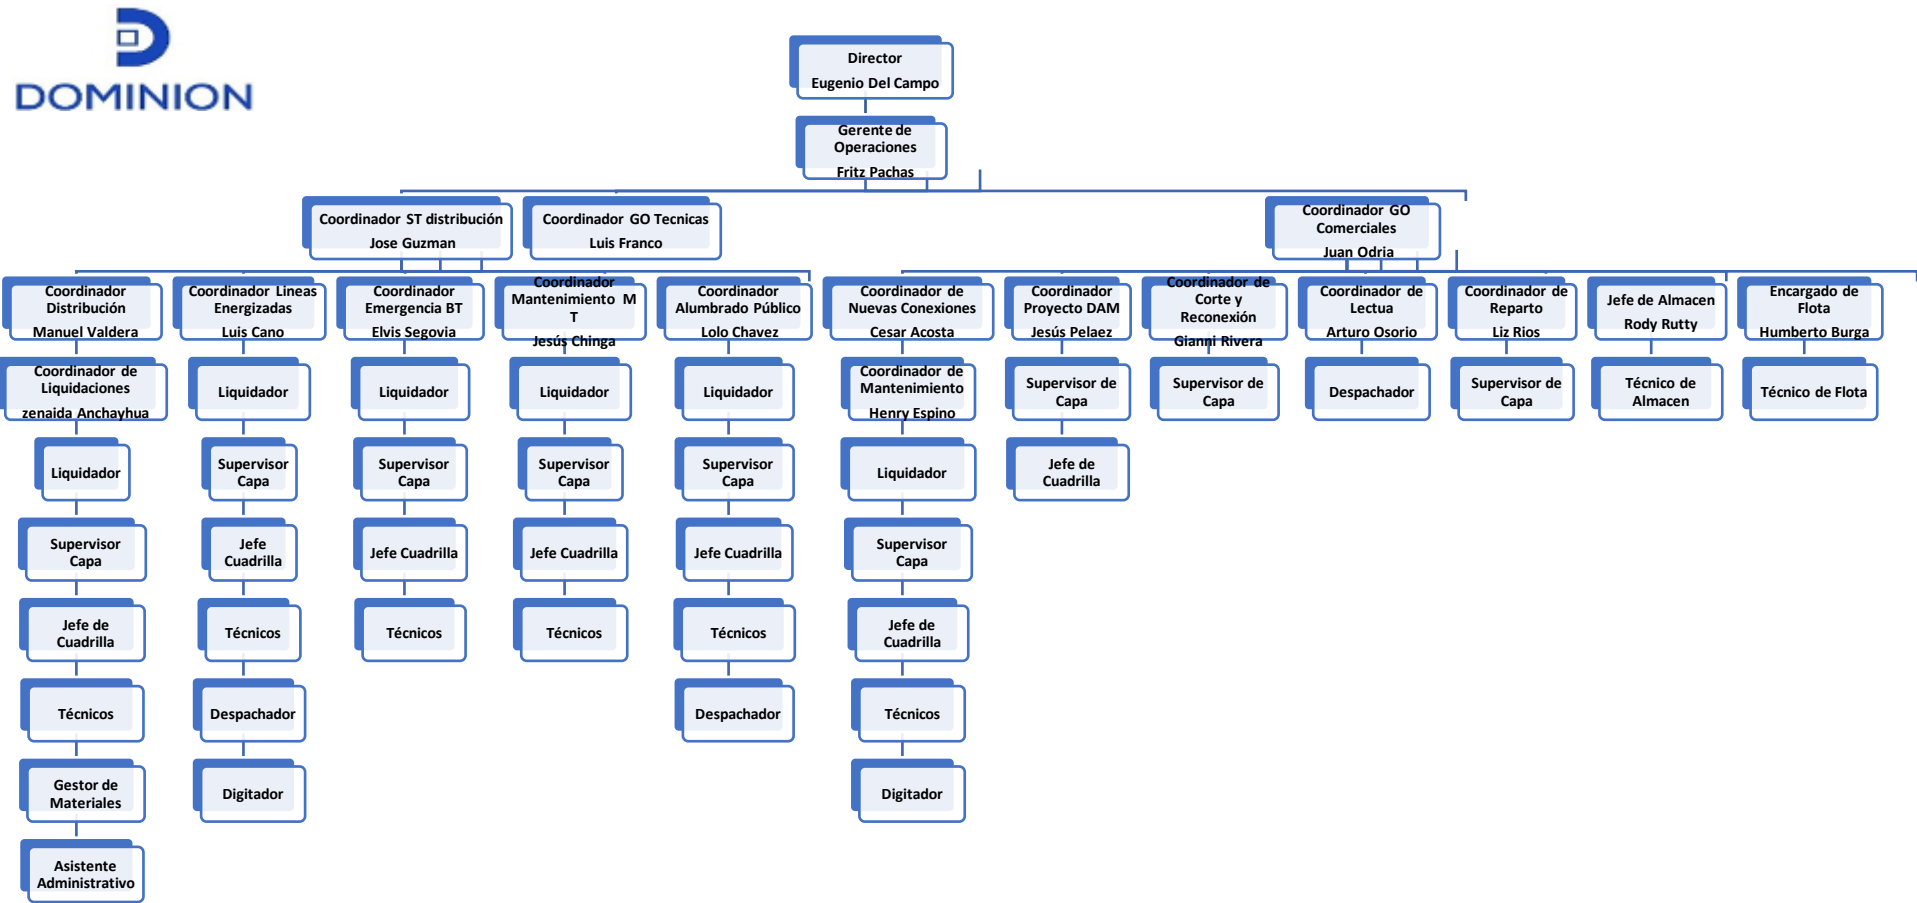 DOMINION
Director
Eugenio Del Campo
Gerente de
Operaciones
Fritz Pachas
Coordinador ST distribución
Jose Guzman
Coordinador GO Tecnicas
Luis Franco
Coordinador GO
Comerciales
Juan Odria
Coordinador
Distribución
Manuel Valdera
Coordinador Lineas
Energizadas
Luis Cano
Coordinador
Emergencia BT
Elvis Segovia
Coordinador
Mantenimiento M
T
Jesús Chinga
Coordinador
Alumbrado Público
Lolo Chavez
Coordinador de
Nuevas Conexiones
Cesar Acosta
Coordinador
Proyecto DAM
Jesús Pelaez
Coordinador de
Corte y
Reconexión
Gianni Rivera
Coordinador de
Lectua
Arturo Osorio
Coordinador de
Reparto
Liz Rios
Jefe de Almacen
Rody Rutty
Encargado de
Flota
Humberto Burga
Coordinador de
Liquidaciones
zenaida Anchayhua
Liquidador
Liquidador
Liquidador
Liquidador
Coordinador de
Mantenimiento
Henry Espino
Supervisor de
Capa
Supervisor de
Capa
Despachador
Supervisor de
Capa
Técnico de
Almacen
Técnico de Flota
Liquidador
Supervisor
Capa
Supervisor
Capa
Supervisor
Capa
Supervisor
Capa
Liquidador
Jefe de
Cuadrilla
Supervisor
Capa
Jefe
Cuadrilla
Jefe Cuadrilla
Jefe Cuadrilla
Jefe Cuadrilla
Supervisor
Capa
Jefe de
Cuadrilla
Técnicos
Técnicos
Técnicos
Técnicos
Jefe de
Cuadrilla
Técnicos
Despachador
Despachador
Técnicos
Gestor de
Materiales
Digitador
Digitador
Asistente
Administrativo